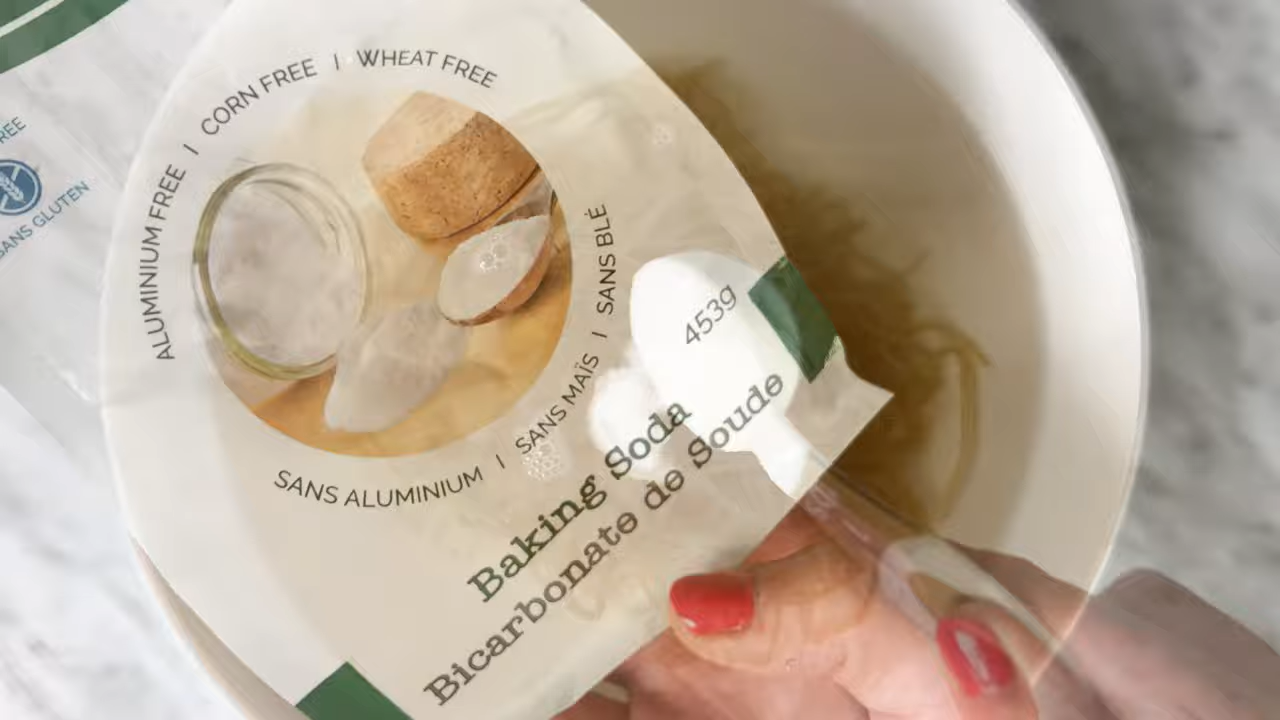 REE
SANS GLUTEN
ALUMINIUM FREE I CORN FREE I WHEAT FREE
SANS ALUMINIUM I SANS MAÏS I SANS BLÉ
453g
Baking Soda
Bicarbonate de Soude